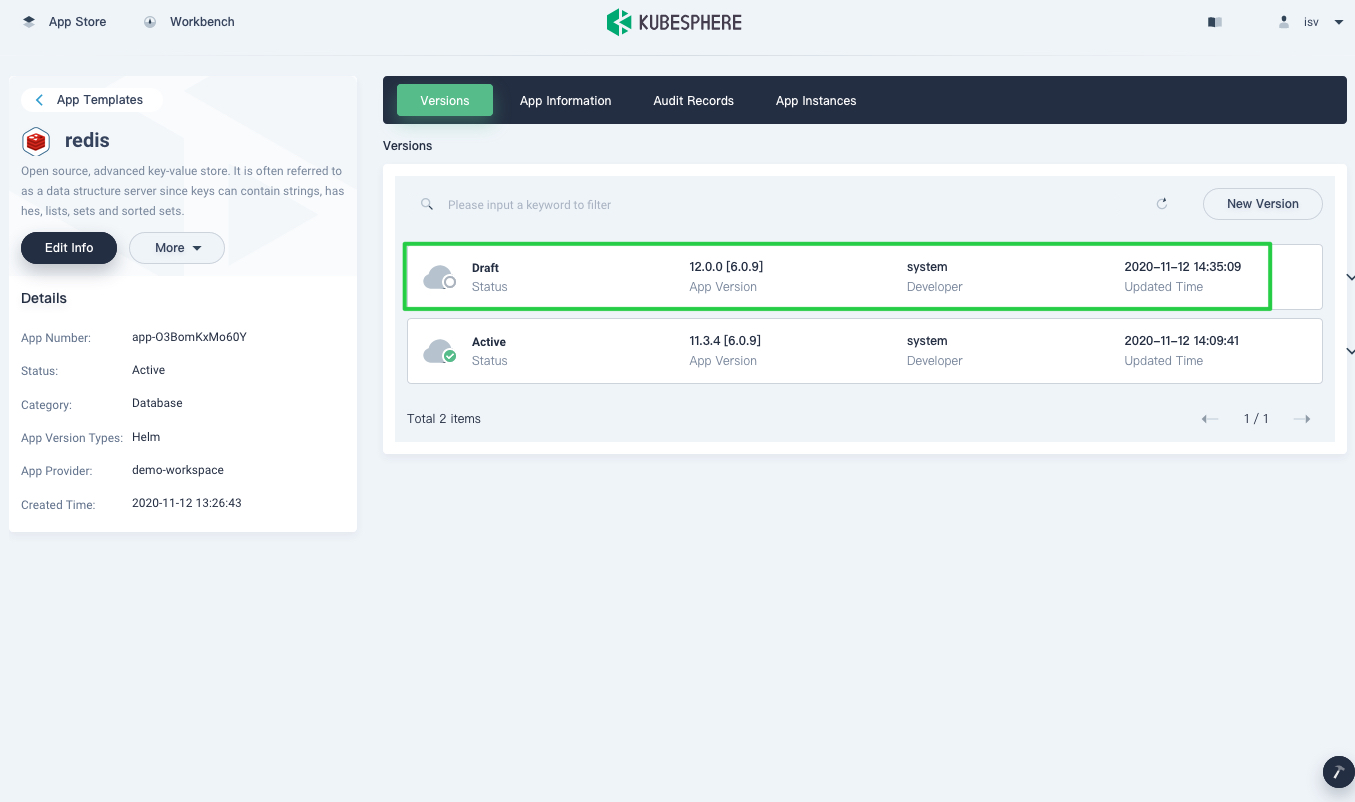 App Store
Workbench
KUBESPHERE
isv
App Templates
redis
Open source, advanced key-value store. It is often referred to
as a data structure server since keys can contain strings, has
hes, lists, sets and sorted sets.
Edit Info
More
Details
App Number: app-O3BomKxMo60Y
Status: Active
Category: Database
App Version Types: Helm
App Provider: demo-workspace
Created Time: 2020-11-12 13:26:43
Versions App Information Audit Records App Instances
Versions
Please input a keyword to filter
New Version
Draft 12.0.0 [6.0.9] system 2020-11-12 14:35:09
Status App Version Developer Updated Time
Active 11.3.4 [6.0.9] system 2020-11-12 14:09:41
Status App Version Developer Updated Time
Total 2 items
1 / 1